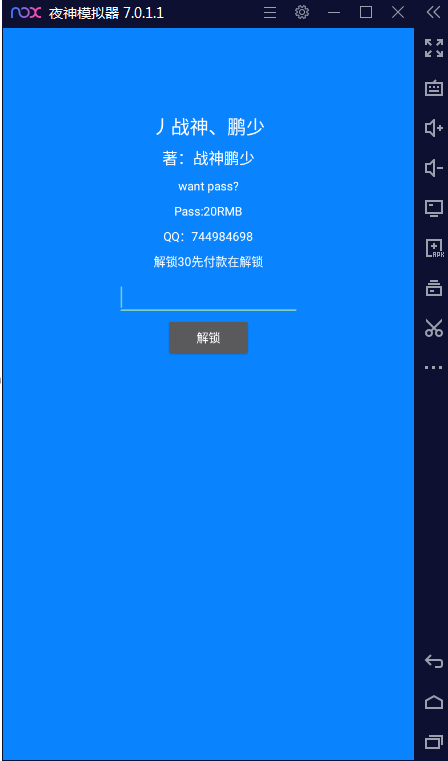 nox 夜神模拟器 7.0.1.1
丿战神、鹏少
著：战神鹏少
want pass?
Pass:20RMB
QQ：744984698
解锁30先付款在解锁
解锁
APK